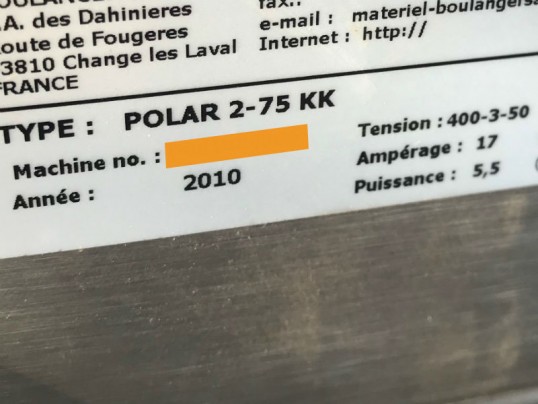 .A. des Dahinieres
oute de Fougeres
3810 Change les Laval
FRANCE
fax..
e-mail : materiel-boulangers
Internet : http://
TYPE : POLAR 2-75 KK
Machine no. :
Année : 2010
Tension : 400-3-50
Ampérage : 17
Puissance : 5,5